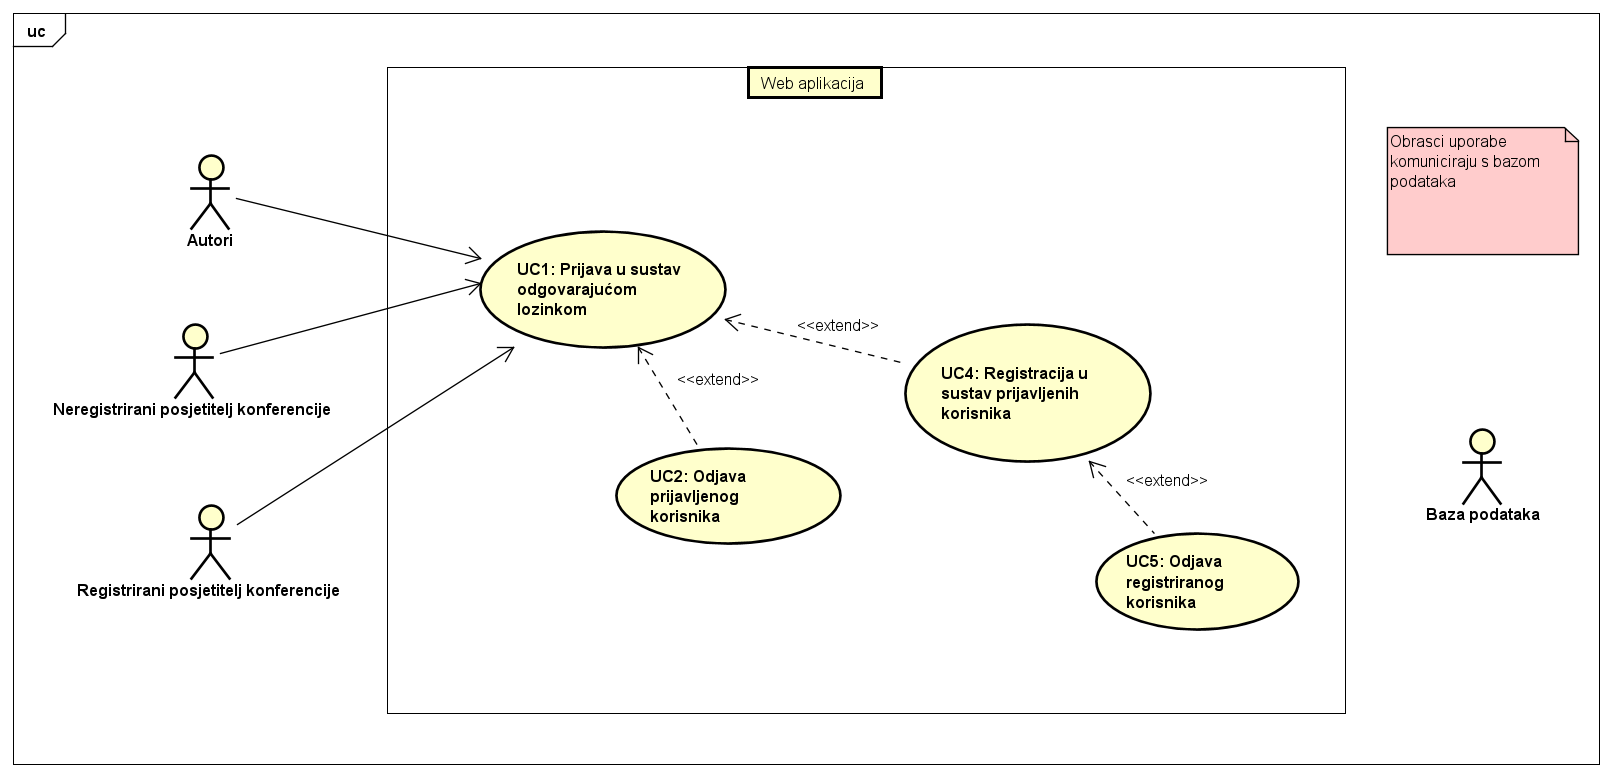 uc
Web aplikacija
Obrasci uporabe
komuniciraju s bazom
podataka
Autori
UC1: Prijava u sustav
odgovarajućom
lozinkom
<<extend>>
Neregistrirani posjetitelj konferencije
<<extend>>
UC4: Registracija u
sustav prijavljenih
korisnika
UC2: Odjava
prijavljenog
korisnika
<<extend>>
Baza podataka
Registrirani posjetitelj konferencije
UC5: Odjava
registriranog
korisnika